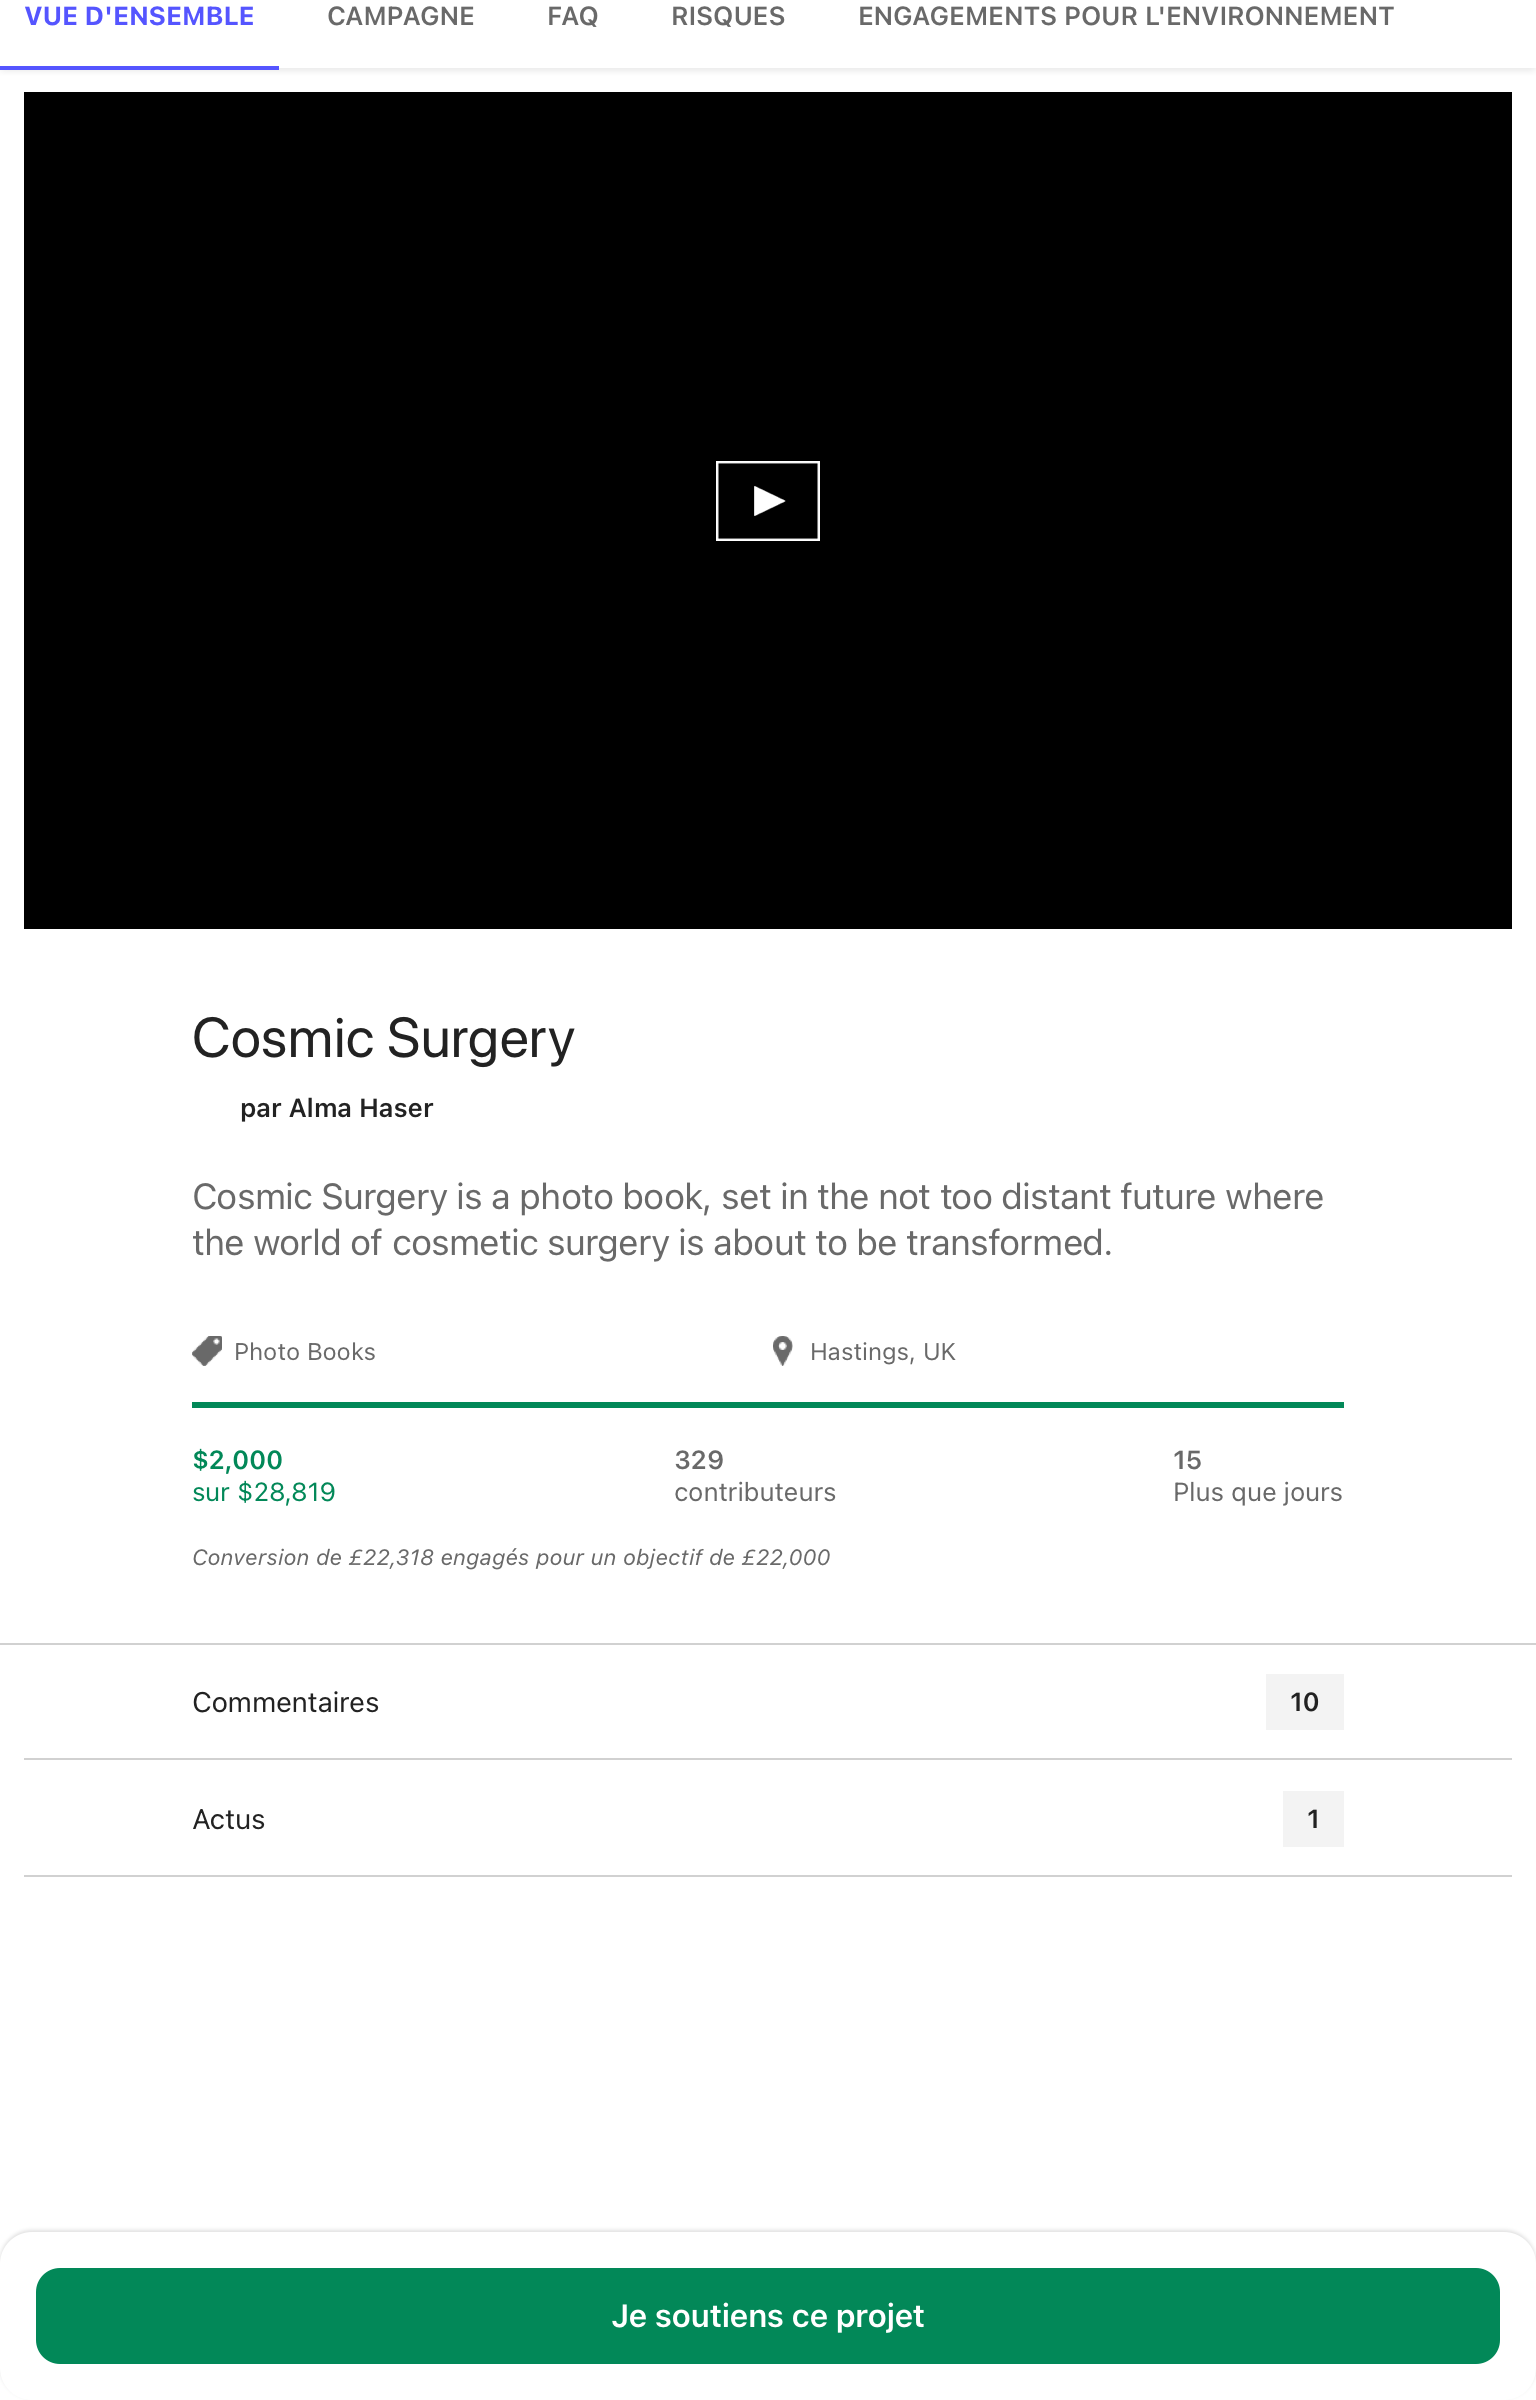 VUE D'ENSEMBLE CAMPAGNE FAQ RISQUES ENGAGEMENTS POUR L'ENVIRONNEMENT
Cosmic Surgery
par Alma Haser
Cosmic Surgery is a photo book, set in the not too distant future where
the world of cosmetic surgery is about to be transformed.
Photo Books Hastings, UK
$2,000 329 15
sur $28,819 contributeurs Plus que jours
Conversion de £22,318 engagés pour un objectif de £22,000
Commentaires 10
Actus 1
Je soutiens ce projet